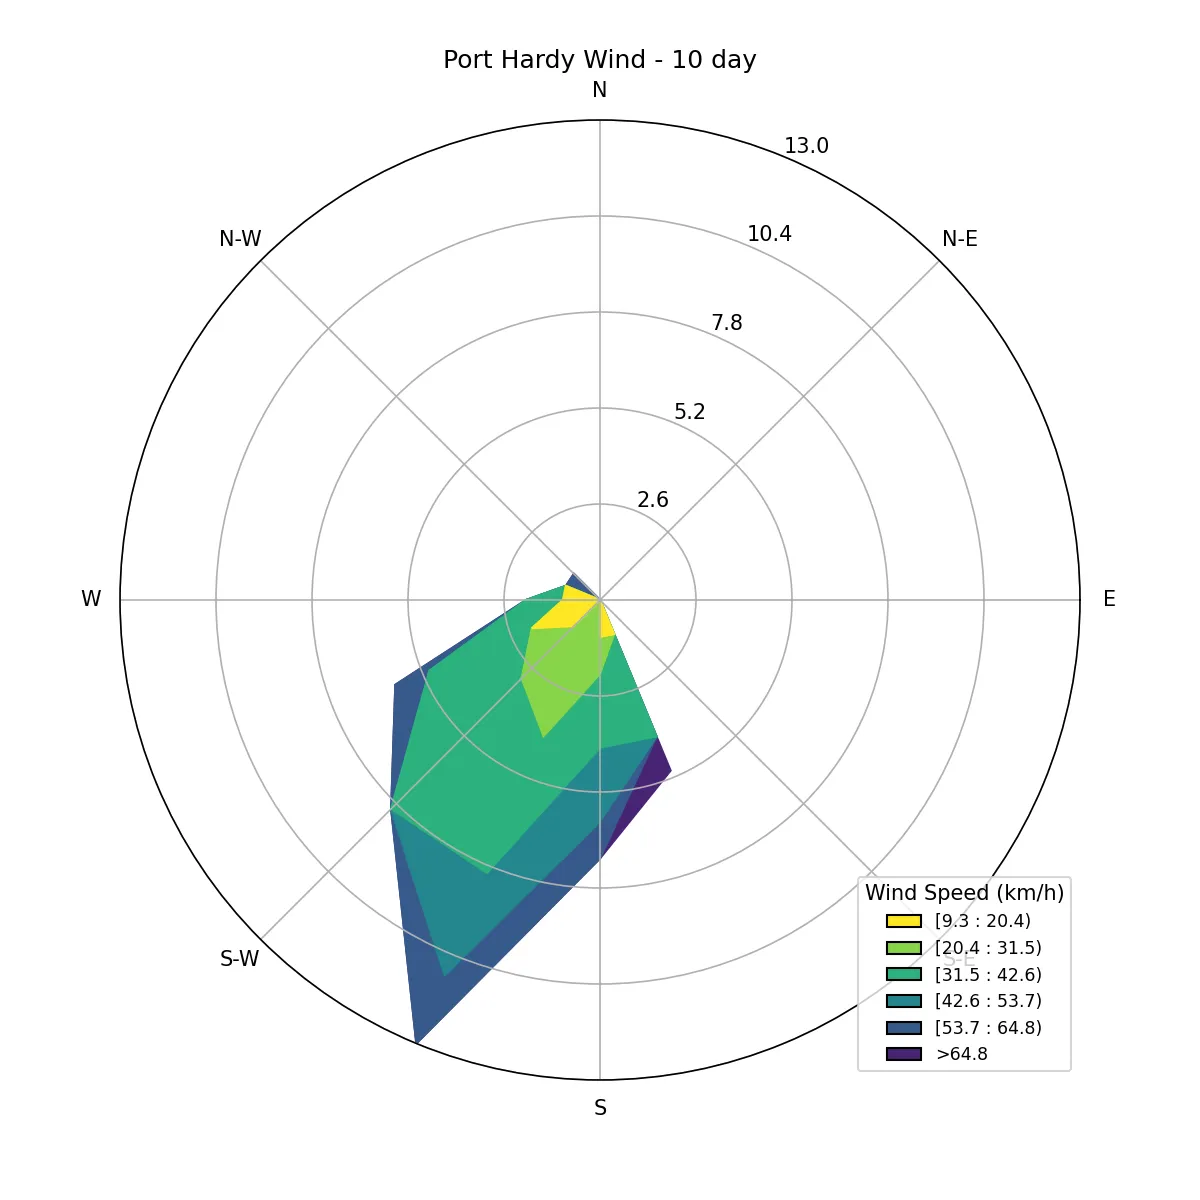 Port Hardy Wind - 10 day
N
13.0
10.4
N-W
N-E
7.8
5.2
2.6
W
E
Wind Speed (km/h)
[9.3 : 20.4)
[20.4 : 31.5)
S-W
S-E
[31.5 : 42.6)
[42.6 : 53.7)
[53.7 : 64.8)
>64.8
S